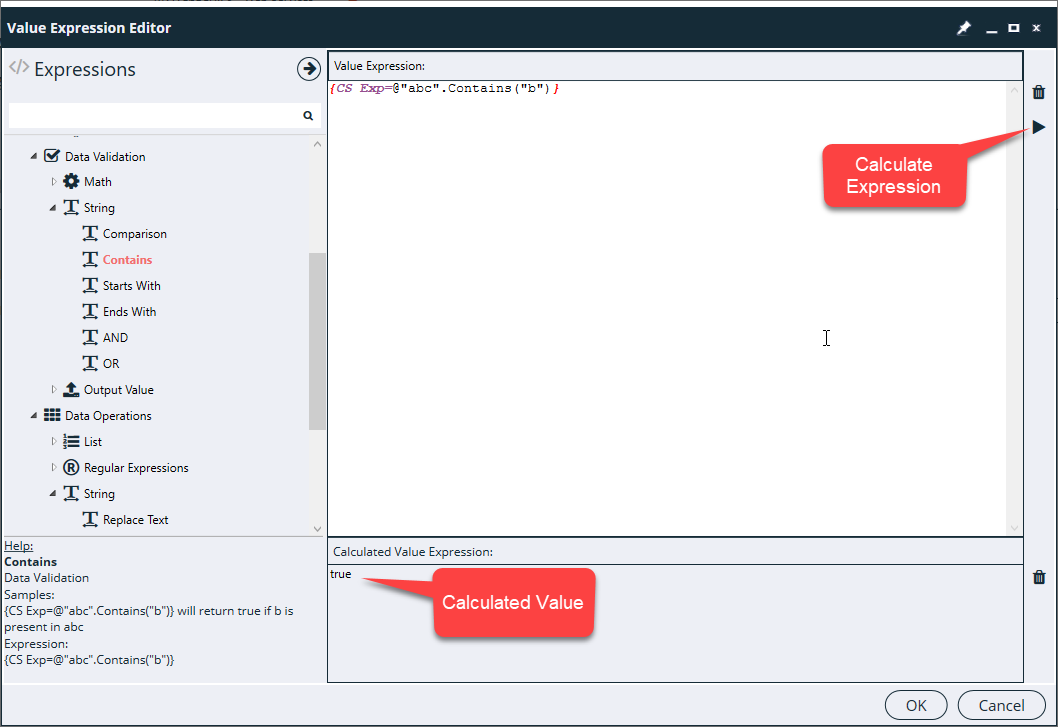 Value Expression Editor
Expressions
Data Validation
Math
String
Comparison
Contains
Starts With
Ends With
AND
OR
Output Value
Data Operations
List
Regular Expressions
String
Replace Text
Help:
Contains
Data Validation
Samples:
{CS Exp=@"abc".Contains("b")} will return true if b is
present in abc
Expression:
{CS Exp=@"abc".Contains("b")}
Value Expression:
{CS Exp=@"abc".Contains("b")}
Calculate
Expression
Calculated Value Expression:
true
Calculated Value
OK
Cancel